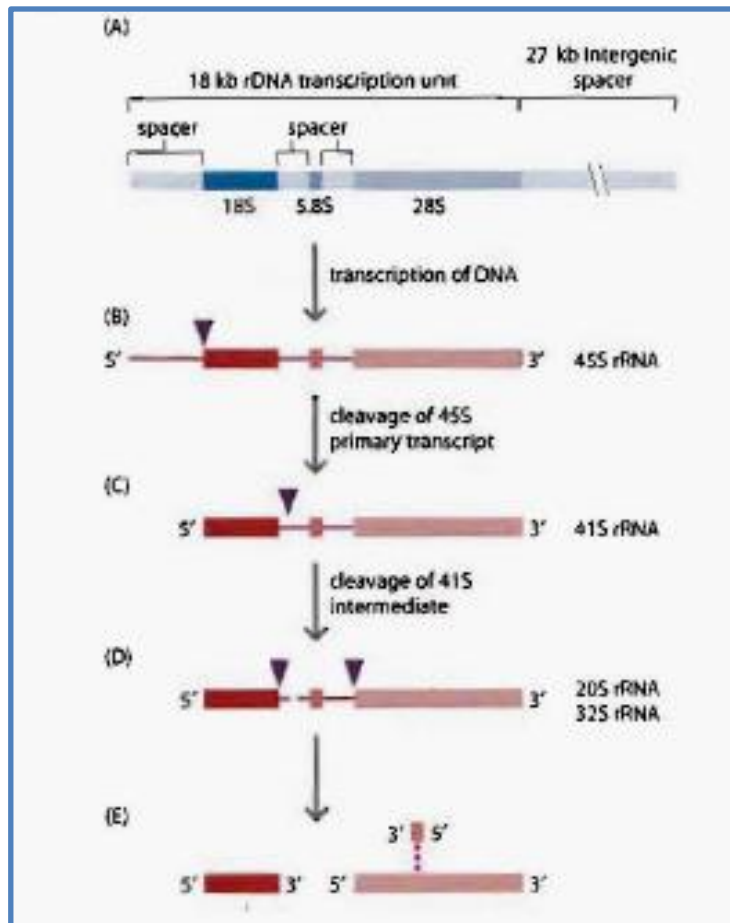 (A)
27 kb Intergenic
spacer
18 kb rDNA transcription unit
spacer
spacer
18S
5.8S
28S
transcription of DNA
(B)
5′
3′
45S rRNA
cleavage of 45S
primary transcript
(C)
5′
3′
41S rRNA
cleavage of 41S
intermediate
(D)
5′
3′
20S rRNA
32S rRNA
(E)
3′ 5′
5′ 3′ 5′ 3′